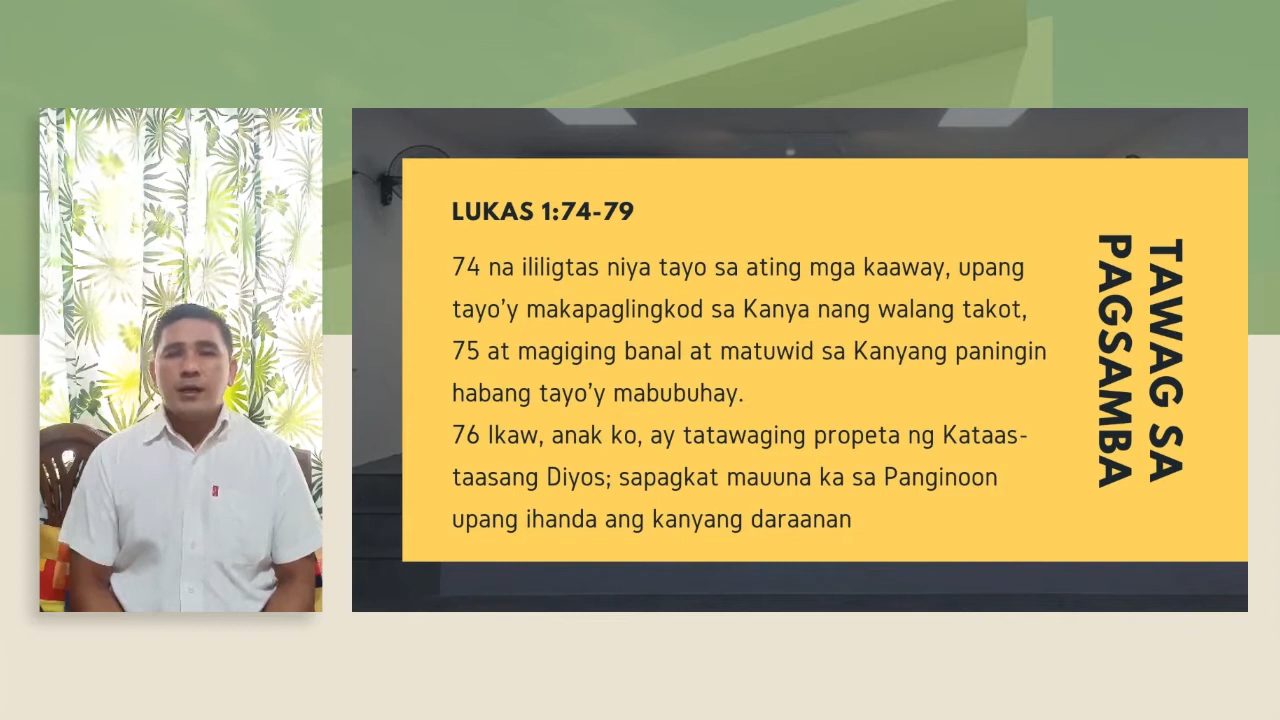 LUKAS 1:74-79
74 na ililigtas niya tayo sa ating mga kaaway, upang
tayo’y makapaglingkod sa Kanya nang walang takot,
75 at magiging banal at matuwid sa Kanyang paningin
habang tayo’y mabubuhay.
76 Ikaw, anak ko, ay tatawaging propeta ng Kataas-
taasang Diyos; sapagkat mauuna ka sa Panginoon
upang ihanda ang kanyang daraanan
TAWAG SA
PAGSAMBA